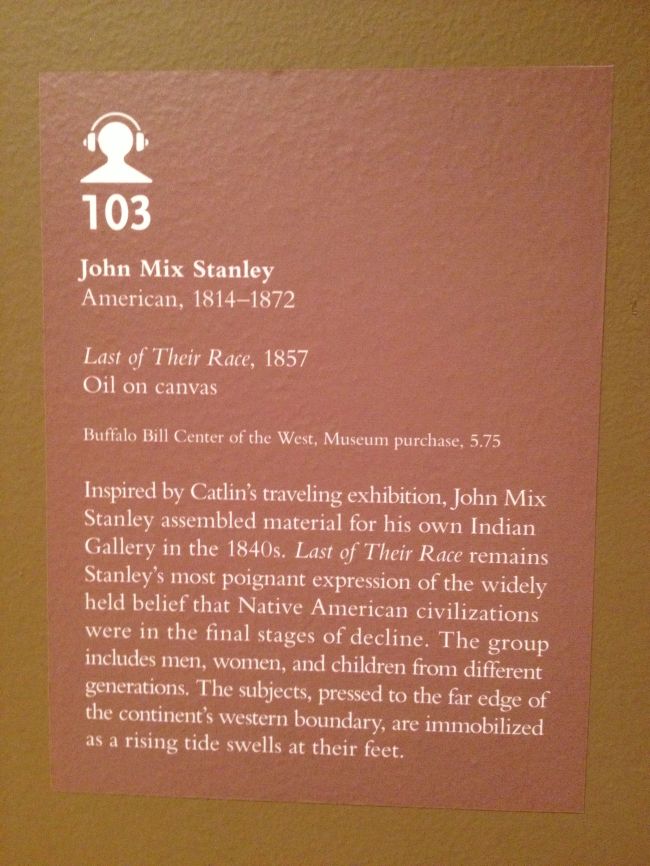 103
John Mix Stanley
American, 1814–1872
Last of Their Race, 1857
Oil on canvas
Buffalo Bill Center of the West, Museum purchase, 5.75
Inspired by Catlin's traveling exhibition, John Mix
Stanley assembled material for his own Indian
Gallery in the 1840s. Last of Their Race remains
Stanley's most poignant expression of the widely
held belief that Native American civilizations
were in the final stages of decline. The group
includes men, women, and children from different
generations. The subjects, pressed to the far edge of
the continent's western boundary, are immobilized
as a rising tide swells at their feet.